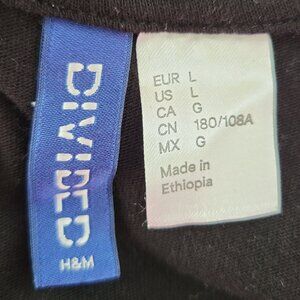 DIVIDED
H&M
EUR L
US L
CA G
CN 180/108A
MX G
Made in
Ethiopia